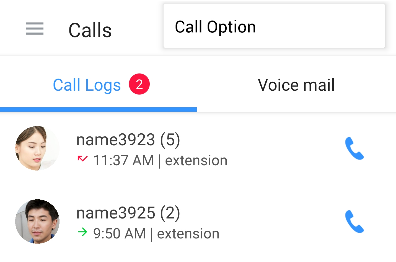 Calls
Call Option
Call Logs 2
Voice mail
name3923 (5)
11:37 AM | extension
name3925 (2)
9:50 AM | extension